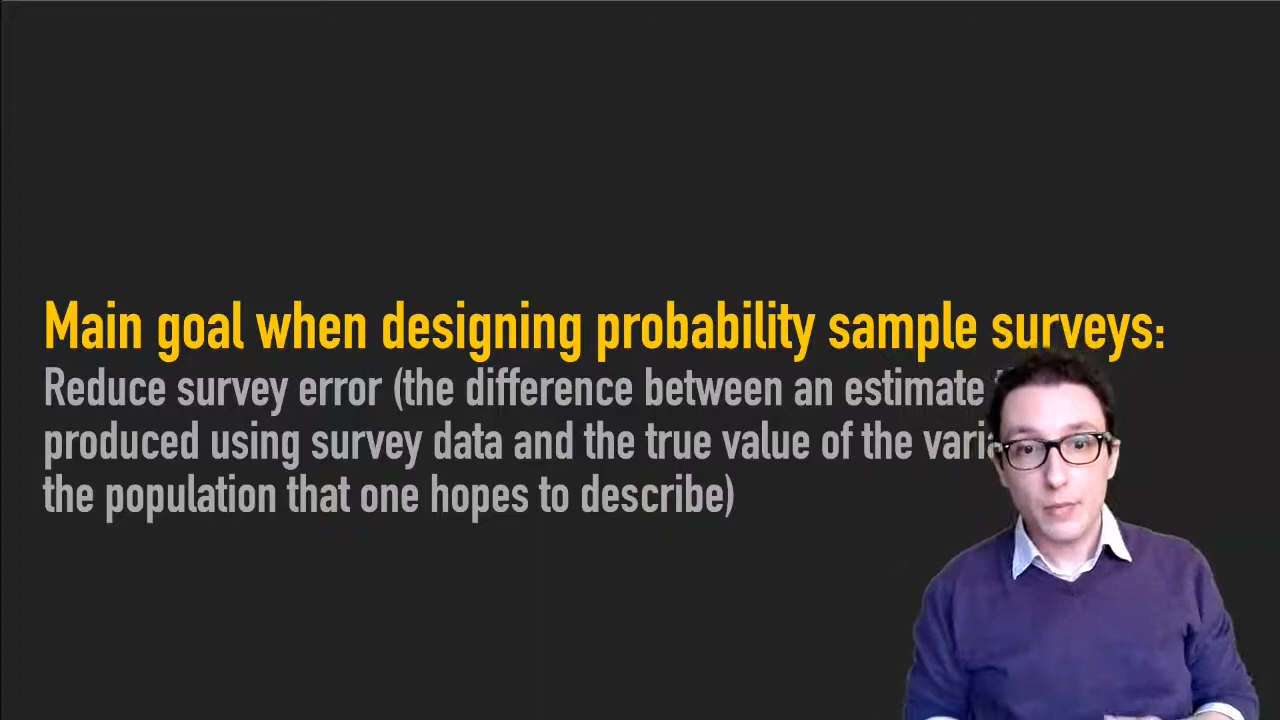 Main goal when designing probability sample surveys:
Reduce survey error (the difference between an estimate
produced using survey data and the true value of the
the population that one hopes to describe)